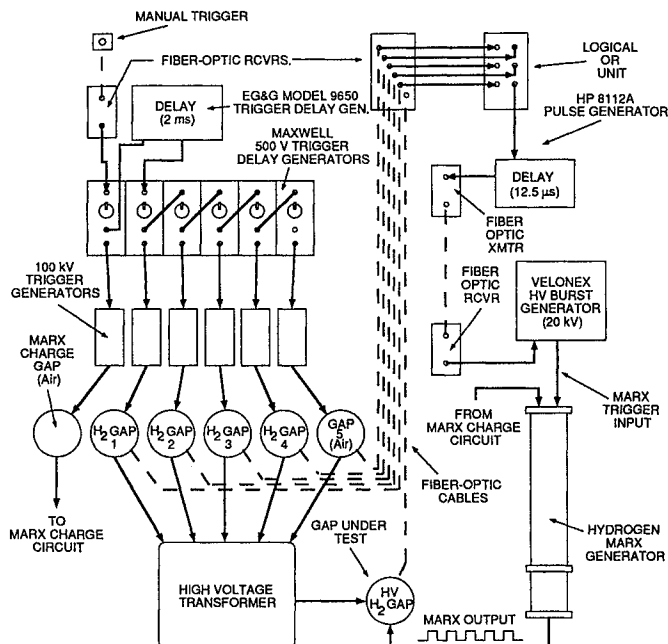 MANUAL TRIGGER
FIBER-OPTIC RCVRS.
LOGICAL
OR
UNIT
DELAY
(2 ms)
EG&G MODEL 9650
TRIGGER DELAY GEN.
HP 8112A
PULSE GENERATOR
MAXWELL
500 V TRIGGER
DELAY GENERATORS
DELAY
(12.5 µs)
FIBER
OPTIC
XMTR
100 kV
TRIGGER
GENERATORS
FIBER
OPTIC
RCVR
VELONEX
HV BURST
GENERATOR
(20 kV)
MARX
CHARGE
GAP
(Air)
FROM
MARX CHARGE
CIRCUIT
MARX
TRIGGER
INPUT
H2 GAP
1
H2 GAP
2
H2 GAP
3
H2 GAP
4
GAP
5
(Air)
FIBER-OPTIC
CABLES
TO
MARX CHARGE
CIRCUIT
GAP UNDER
TEST
HYDROGEN
MARX
GENERATOR
HIGH VOLTAGE
TRANSFORMER
HV
H2 GAP
MARX OUTPUT